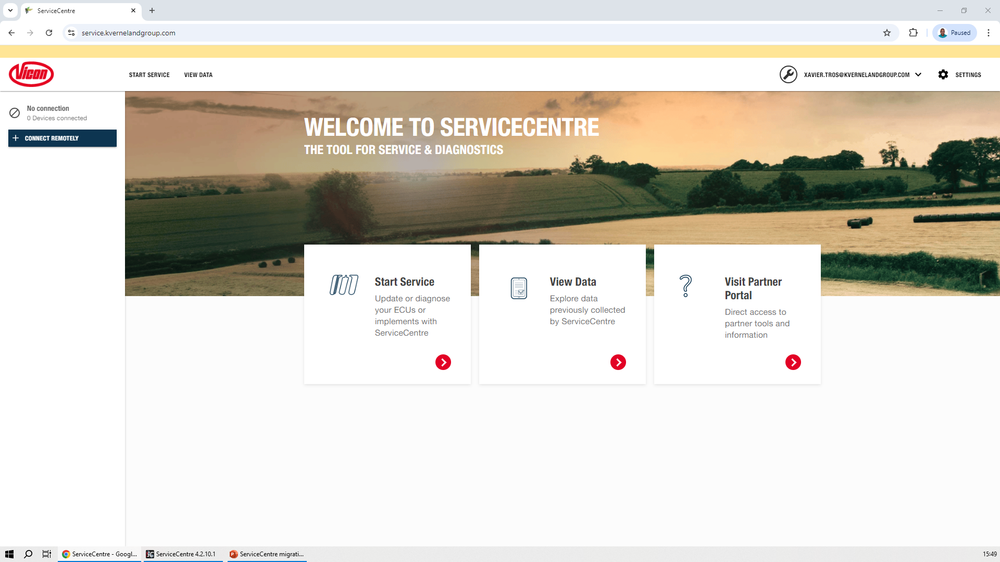 ServiceCentre
service.kvernelandgroup.com
Paused
Vicon
START SERVICE
VIEW DATA
XAVIER.TROS@KVERNELANDGROUP.COM
SETTINGS
No connection
0 Devices connected
CONNECT REMOTELY
WELCOME TO SERVICECENTRE
THE TOOL FOR SERVICE & DIAGNOSTICS
Start Service
Update or diagnose
your ECUs or
implements with
ServiceCentre
View Data
Explore data
previously collected
by ServiceCentre
Visit Partner
Portal
Direct access to
partner tools and
information
ServiceCentre - Googl...
SC
ServiceCentre 4.2.10.1
ServiceCentre migrati...
15:49